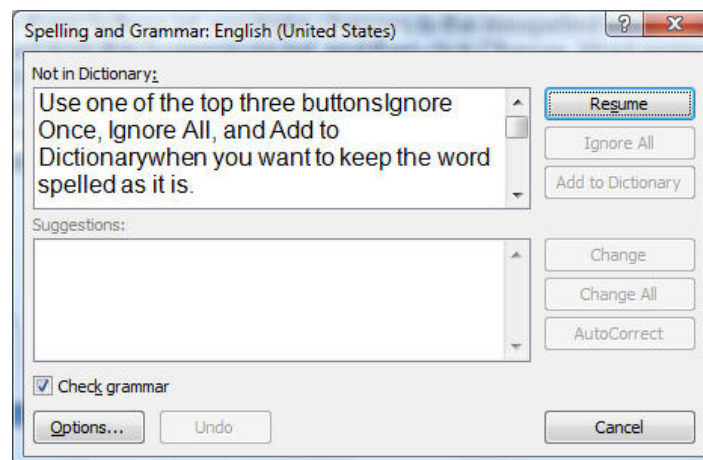 Spelling and Grammar: English (United States)
Not in Dictionary:
Use one of the top three buttonsIgnore
Once, Ignore All, and Add to
Dictionarywhen you want to keep the word
spelled as it is.
Resume
Ignore All
Add to Dictionary
Suggestions:
Change
Change All
AutoCorrect
Check grammar
Options...
Undo
Cancel